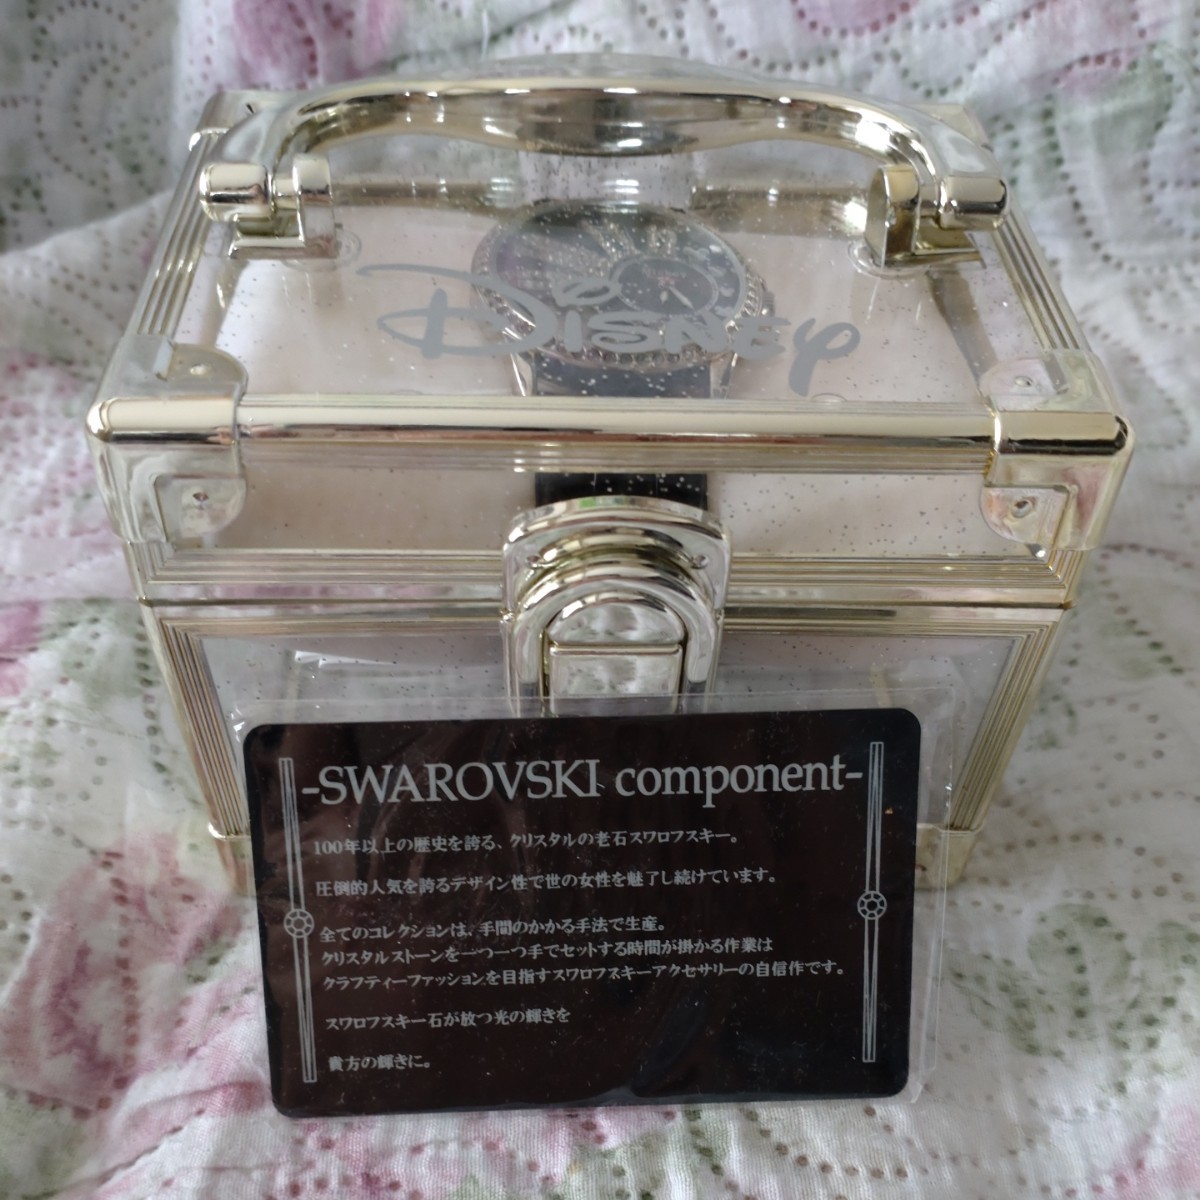 Disney
-SWAROVSKI component-
100年以上の歴史を誇る、クリスタルの老石スワロフスキー。
圧倒的人気を誇るデザイン性で世の女性を魅了し続けています。
全てのコレクションは、手間のかかる手法で生産。
クリスタルストーンを一つ一つ手でセットする時間が掛かる作業は
クラフティーファッションを目指すスワロフスキーアクセサリーの自信作です。
スワロフスキー石が放つ光の輝きを
貴方の輝きに。